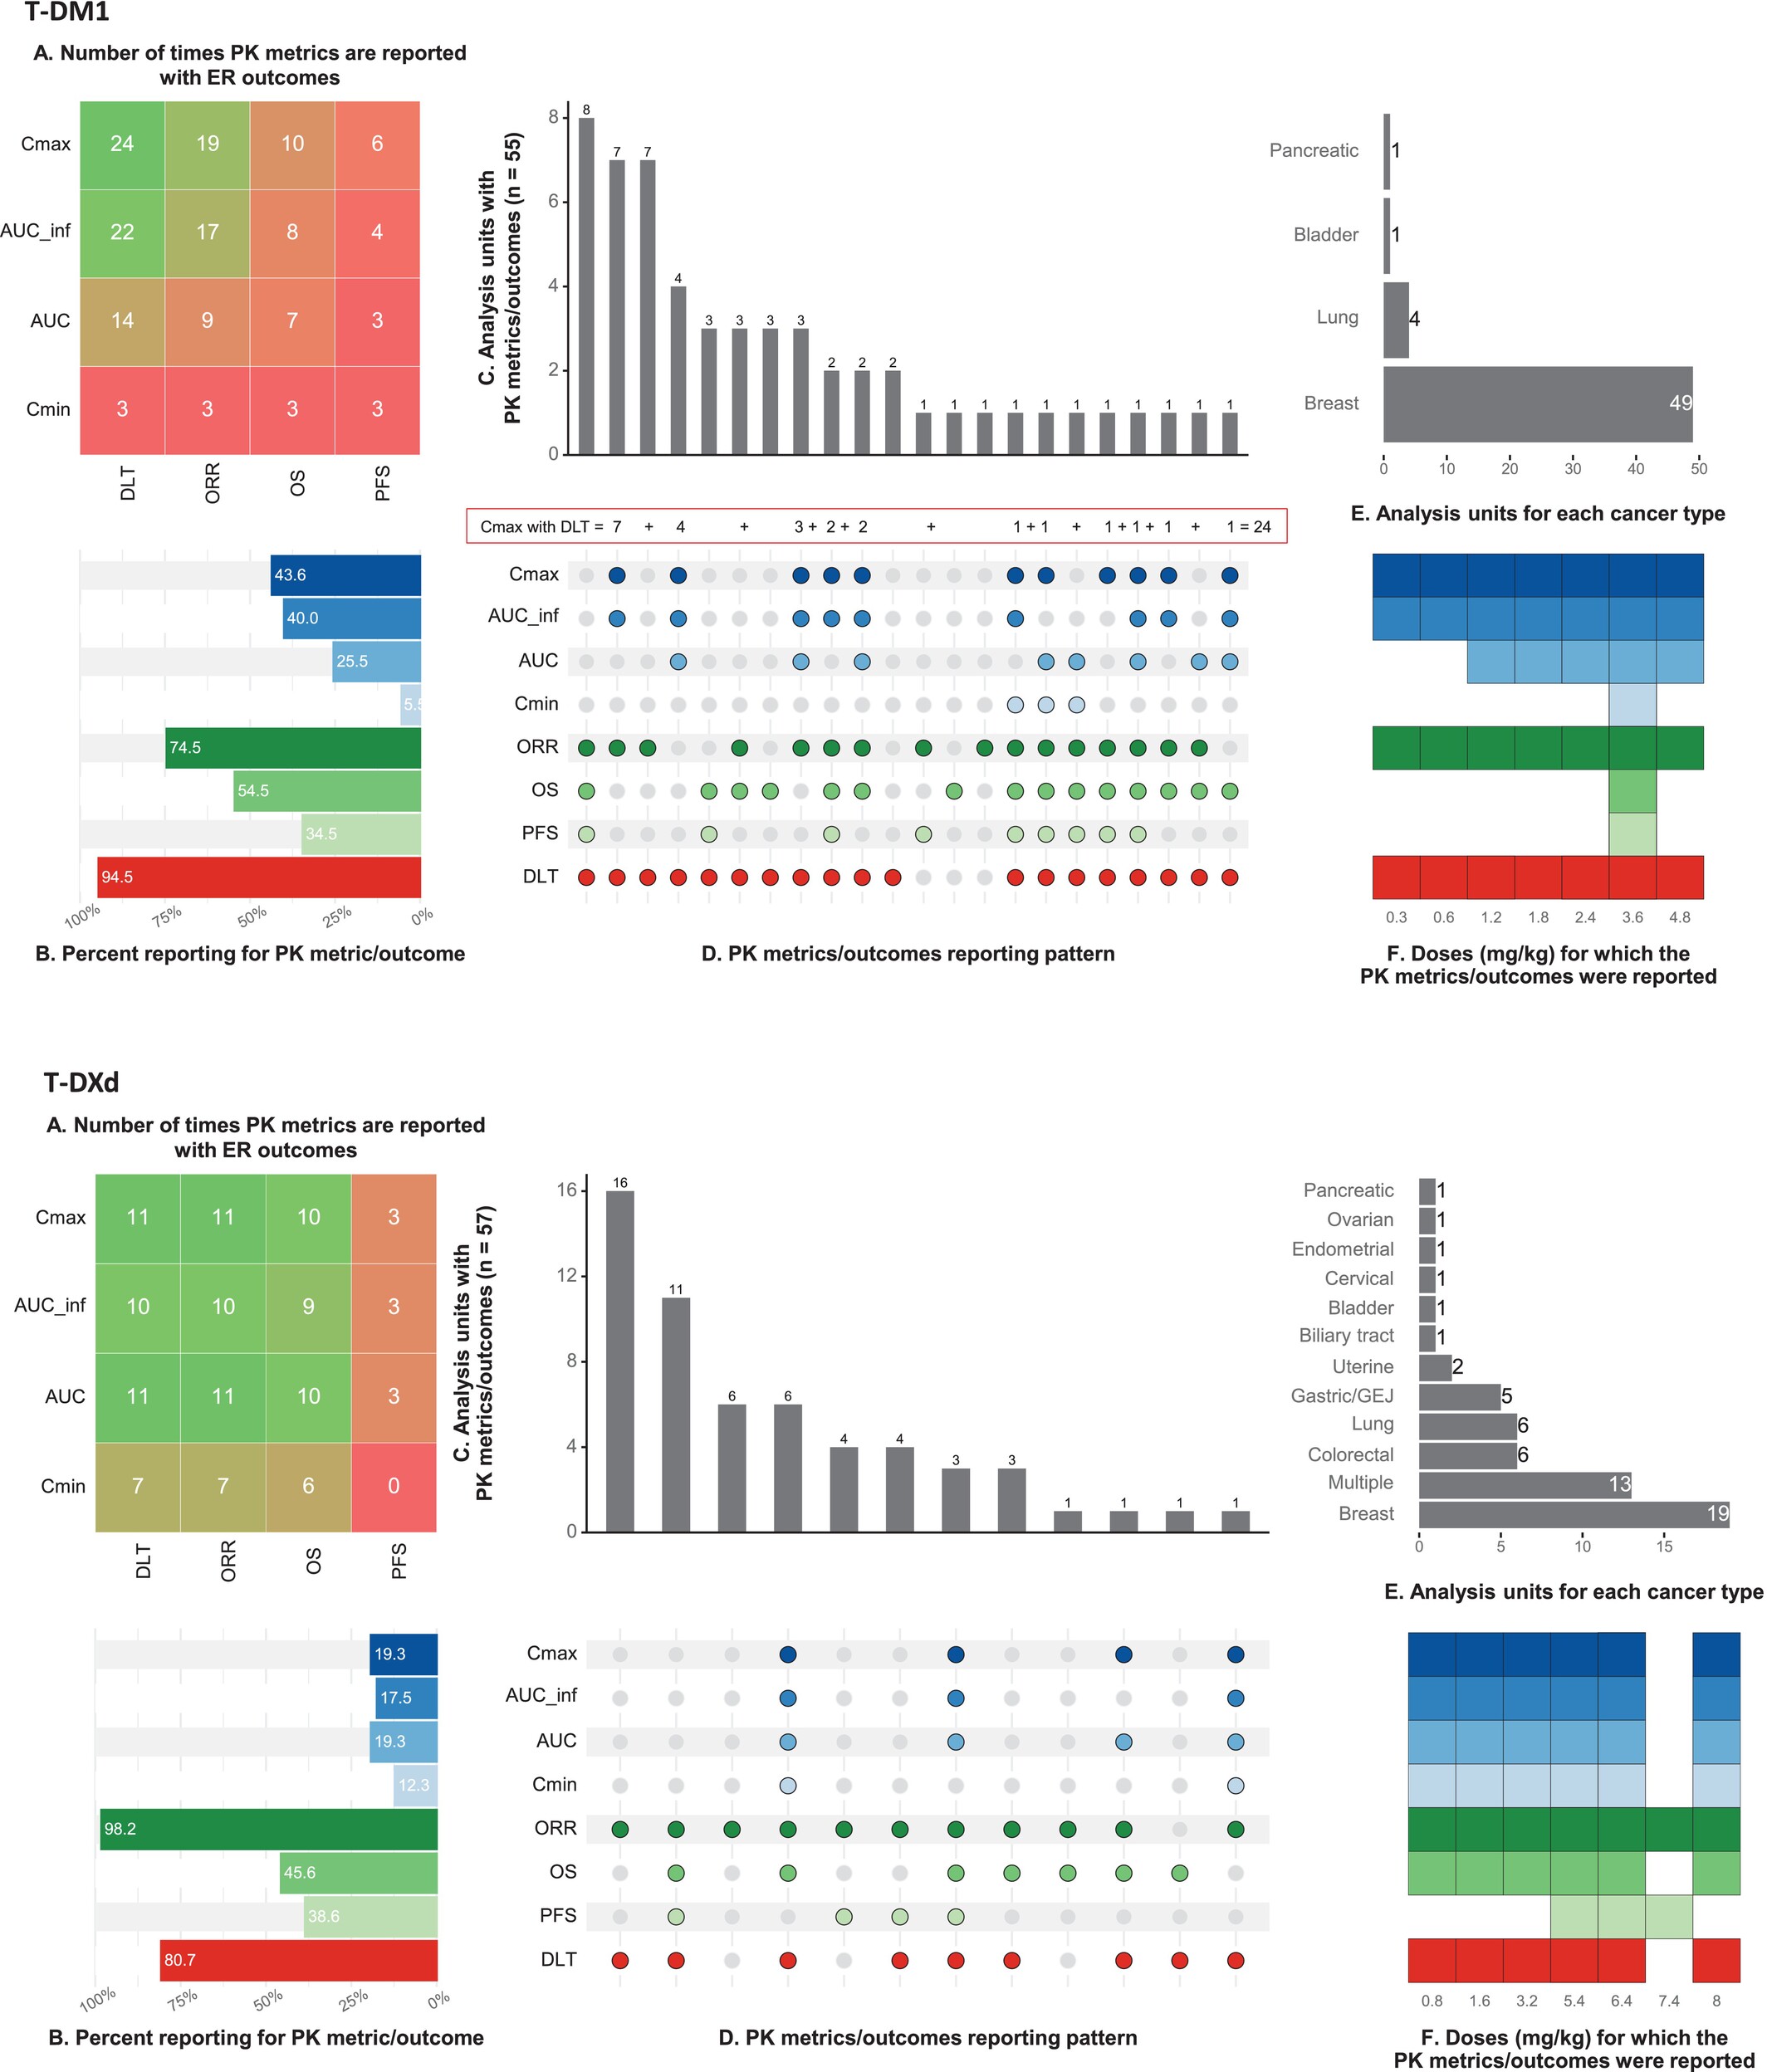 T-DM1
A. Number of times PK metrics are reported
with ER outcomes
Cmax 24 19 10 6
AUC_inf 22 17 8 4
AUC 14 9 7 3
Cmin 3 3 3 3
DLT ORR OS PFS
C. Analysis units with
PK metrics/outcomes (n = 55)
8
6
4
2
0
8 7 7 4 3 3 3 3 2 2 2 1 1 1 1 1 1 1 1 1 1 1
Pancreatic 1
Bladder 1
Lung 4
Breast 49
0 10 20 30 40 50
E. Analysis units for each cancer type
43.6
40.0
25.5
5.5
74.5
54.5
34.5
94.5
100% 75% 50% 25% 0%
B. Percent reporting for PK metric/outcome
Cmax with DLT = 7 + 4 + 3 + 2 + 2 + 1 + 1 + 1 + 1 + 1 + 1 = 24
Cmax
AUC_inf
AUC
Cmin
ORR
OS
PFS
DLT
D. PK metrics/outcomes reporting pattern
0.3 0.6 1.2 1.8 2.4 3.6 4.8
F. Doses (mg/kg) for which the
PK metrics/outcomes were reported
T-DXd
A. Number of times PK metrics are reported
with ER outcomes
Cmax 11 11 10 3
AUC_inf 10 10 9 3
AUC 11 11 10 3
Cmin 7 7 6 0
DLT ORR OS PFS
C. Analysis units with
PK metrics/outcomes (n = 57)
16
12
8
4
0
16 11 6 6 4 4 3 3 1 1 1 1
Pancreatic 1
Ovarian 1
Endometrial 1
Cervical 1
Bladder 1
Biliary tract 1
Uterine 2
Gastric/GEJ 5
Lung 6
Colorectal 6
Multiple 13
Breast 19
0 5 10 15
E. Analysis units for each cancer type
19.3
17.5
19.3
12.3
98.2
45.6
38.6
80.7
100% 75% 50% 25% 0%
B. Percent reporting for PK metric/outcome
Cmax
AUC_inf
AUC
Cmin
ORR
OS
PFS
DLT
D. PK metrics/outcomes reporting pattern
0.8 1.6 3.2 5.4 6.4 7.4 8
F. Doses (mg/kg) for which the
PK metrics/outcomes were reported